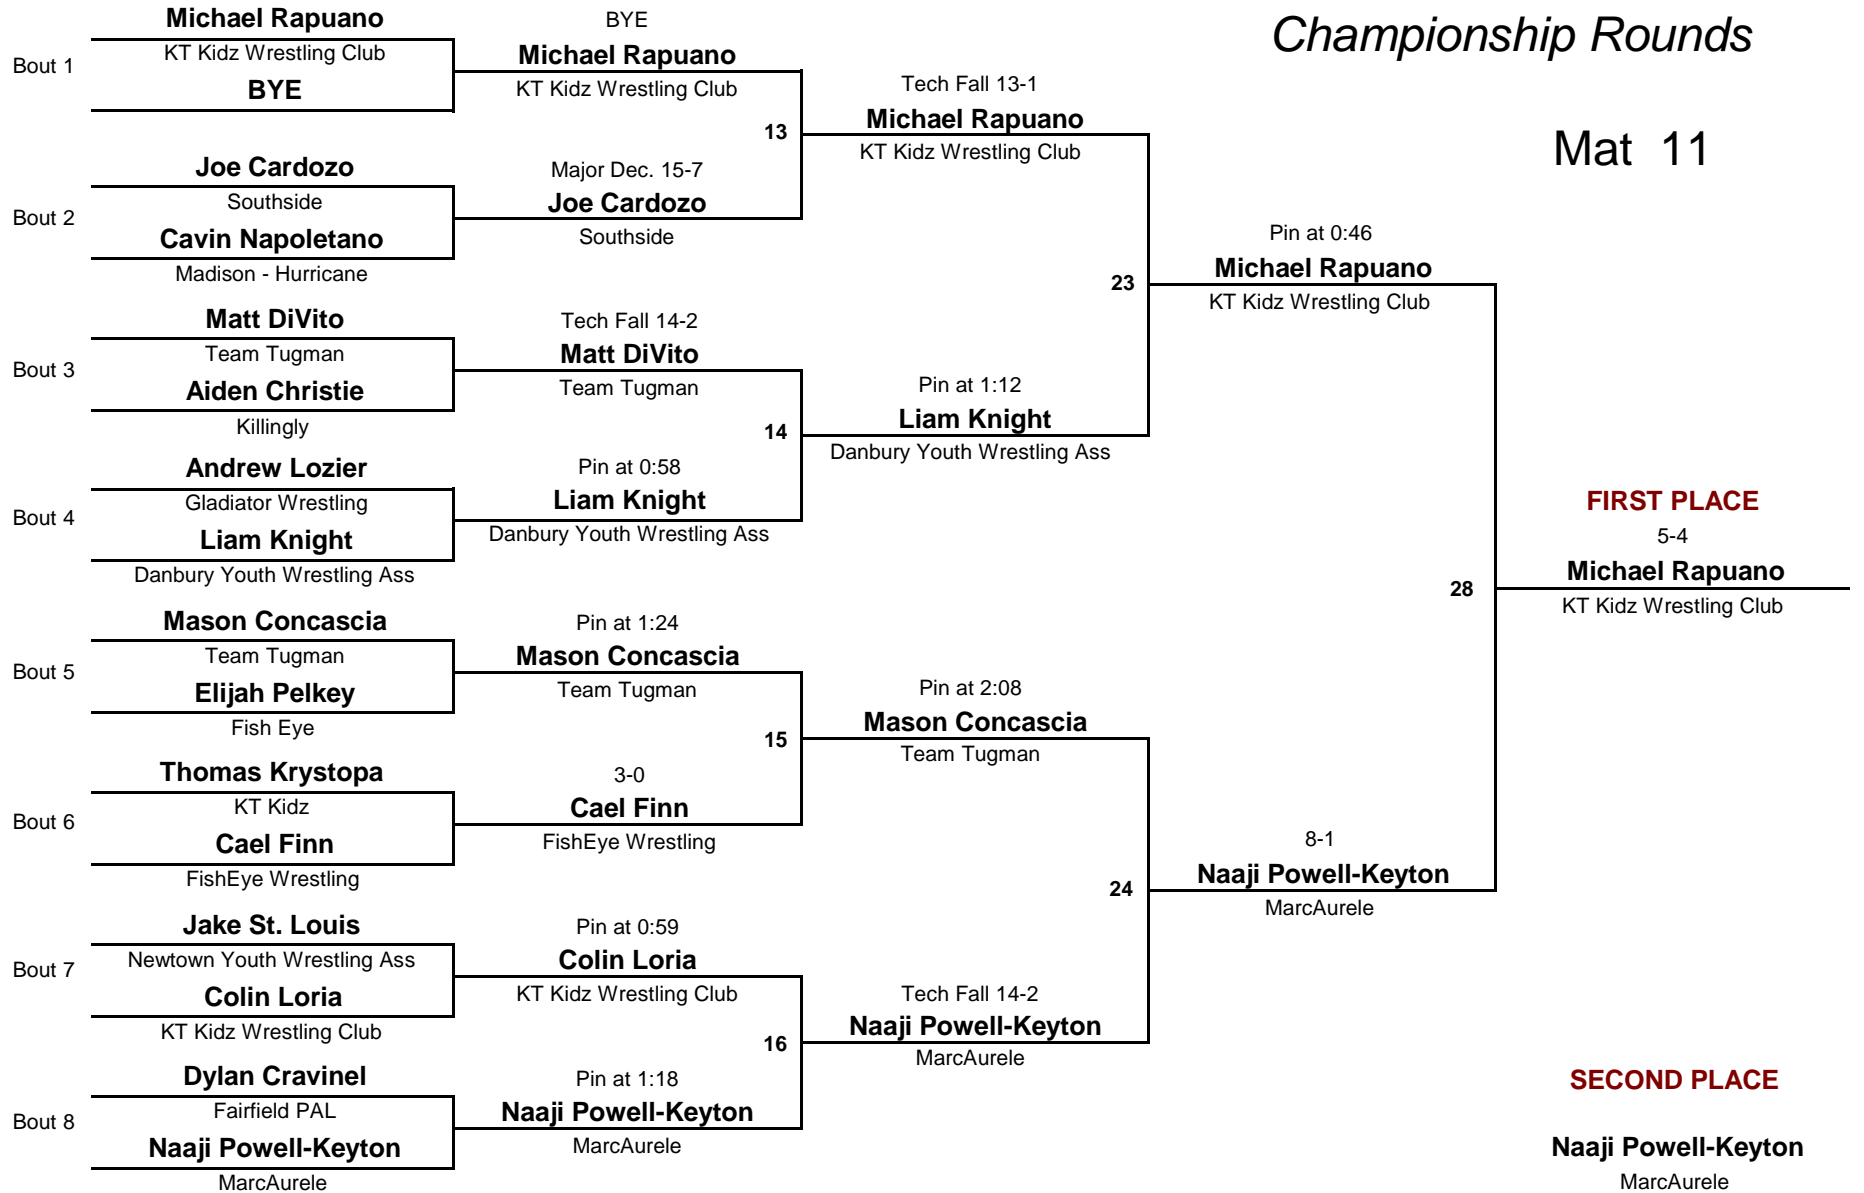 Championship Rounds
Mat 11
Bout 1
Michael Rapuano
KT Kidz Wrestling Club
BYE
Bout 2
Joe Cardozo
Southside
Cavin Napoletano
Madison - Hurricane
Bout 3
Matt DiVito
Team Tugman
Aiden Christie
Killingly
Bout 4
Andrew Lozier
Gladiator Wrestling
Liam Knight
Danbury Youth Wrestling Ass
Bout 5
Mason Concascia
Team Tugman
Elijah Pelkey
Fish Eye
Bout 6
Thomas Krystopa
KT Kidz
Cael Finn
FishEye Wrestling
Bout 7
Jake St. Louis
Newtown Youth Wrestling Ass
Colin Loria
KT Kidz Wrestling Club
Bout 8
Dylan Cravinel
Fairfield PAL
Naaji Powell-Keyton
MarcAurele
BYE
Michael Rapuano
KT Kidz Wrestling Club
13
Major Dec. 15-7
Joe Cardozo
Southside
Tech Fall 14-2
Matt DiVito
Team Tugman
14
Pin at 0:58
Liam Knight
Danbury Youth Wrestling Ass
Pin at 1:24
Mason Concascia
Team Tugman
15
3-0
Cael Finn
FishEye Wrestling
Pin at 0:59
Colin Loria
KT Kidz Wrestling Club
16
Pin at 1:18
Naaji Powell-Keyton
MarcAurele
Tech Fall 13-1
Michael Rapuano
KT Kidz Wrestling Club
23
Pin at 1:12
Liam Knight
Danbury Youth Wrestling Ass
Pin at 2:08
Mason Concascia
Team Tugman
24
Tech Fall 14-2
Naaji Powell-Keyton
MarcAurele
Pin at 0:46
Michael Rapuano
KT Kidz Wrestling Club
28
8-1
Naaji Powell-Keyton
MarcAurele
FIRST PLACE
5-4
Michael Rapuano
KT Kidz Wrestling Club
SECOND PLACE
Naaji Powell-Keyton
MarcAurele